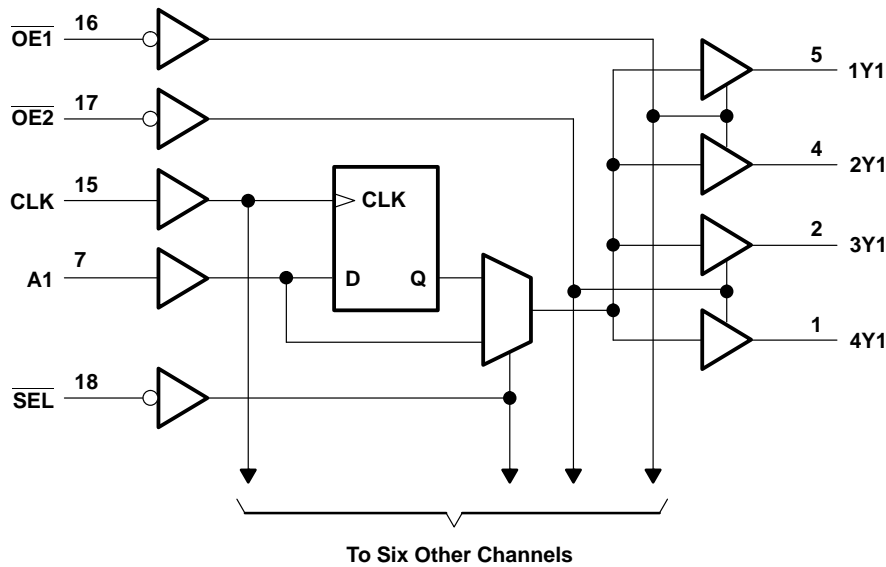 OE1 16
OE2 17
CLK 15
A1 7
SEL 18
CLK
D Q
5 1Y1
4 2Y1
2 3Y1
1 4Y1
To Six Other Channels